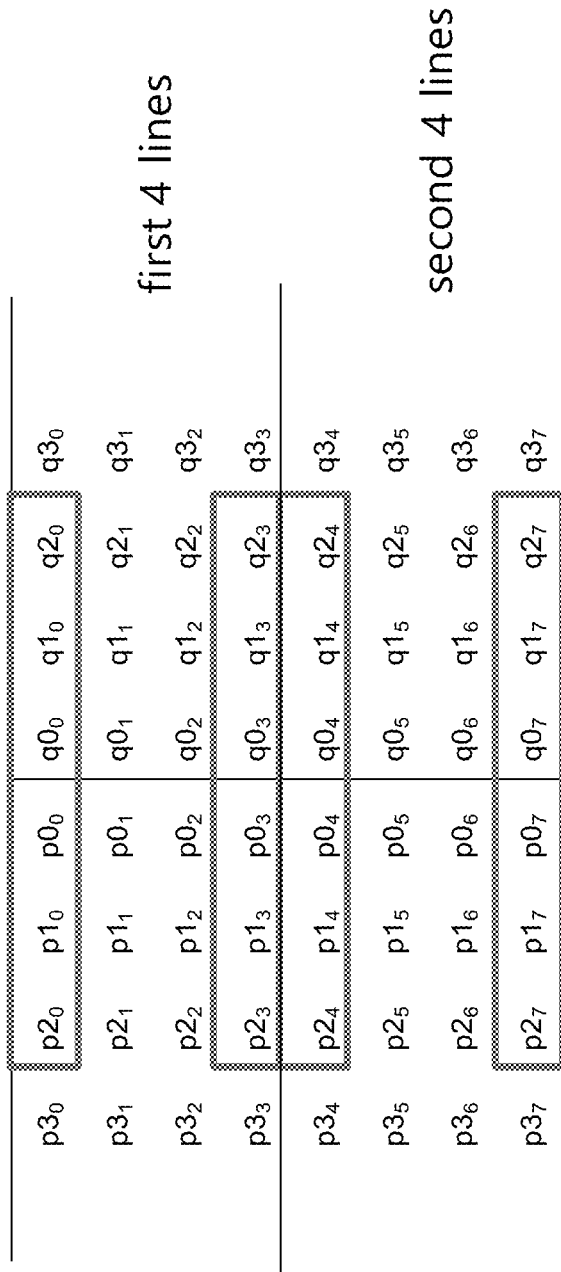 p3₀ p2₀ p1₀ p0₀ q0₀ q1₀ q2₀ q3₀
p3₁ p2₁ p1₁ p0₁ q0₁ q1₁ q2₁ q3₁
first 4 lines
p3₂ p2₂ p1₂ p0₂ q0₂ q1₂ q2₂ q3₂
p3₃ p2₃ p1₃ p0₃ q0₃ q1₃ q2₃ q3₃
p3₄ p2₄ p1₄ p0₄ q0₄ q1₄ q2₄ q3₄
p3₅ p2₅ p1₅ p0₅ q0₅ q1₅ q2₅ q3₅
second 4 lines
p3₆ p2₆ p1₆ p0₆ q0₆ q1₆ q2₆ q3₆
p3₇ p2₇ p1₇ p0₇ q0₇ q1₇ q2₇ q3₇